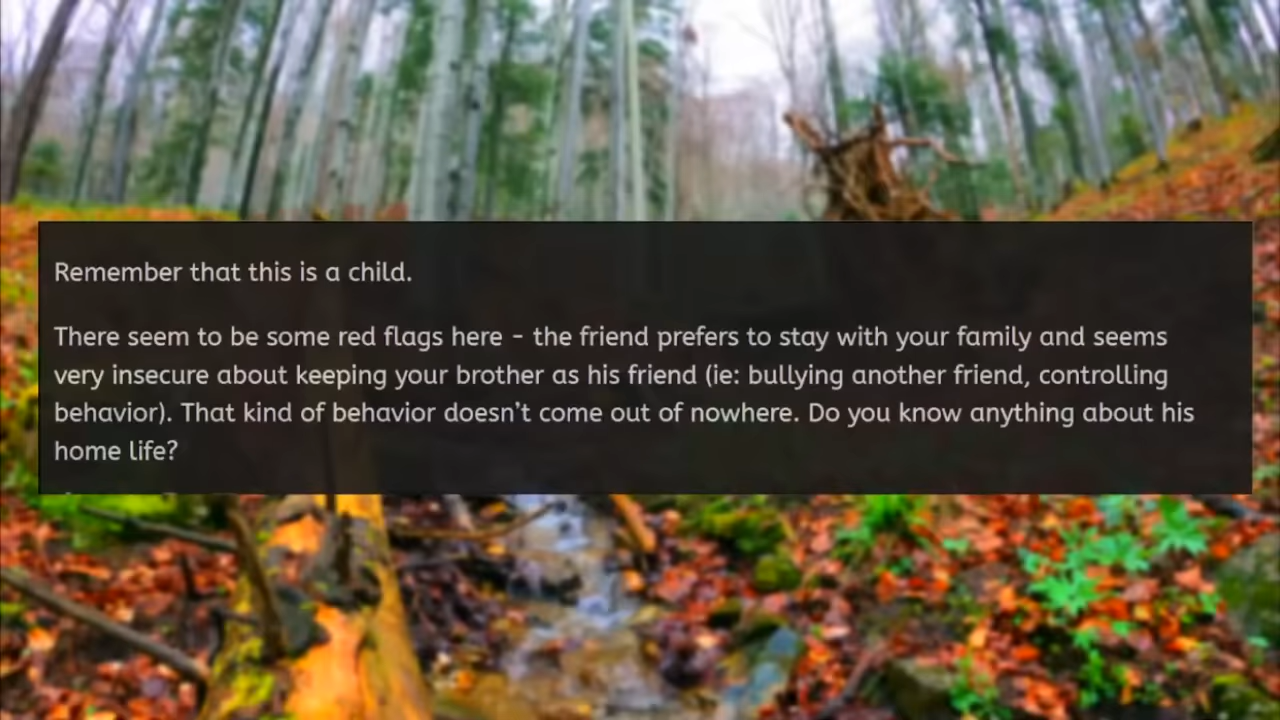 Remember that this is a child.
There seem to be some red flags here - the friend prefers to stay with your family and seems
very insecure about keeping your brother as his friend (ie: bullying another friend, controlling
behavior). That kind of behavior doesn't come out of nowhere. Do you know anything about his
home life?